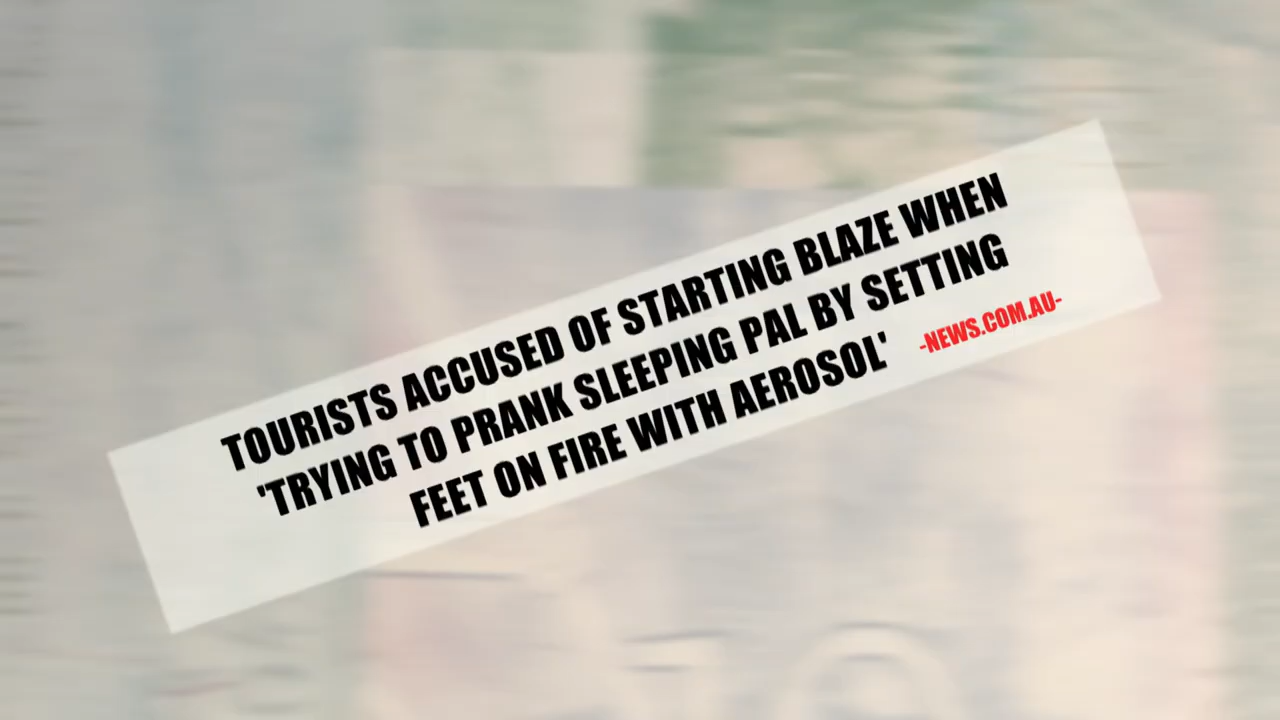 TOURISTS ACCUSED OF STARTING BLAZE WHEN
'TRYING TO PRANK SLEEPING PAL BY SETTING
FEET ON FIRE WITH AEROSOL'
-NEWS.COM.AU-